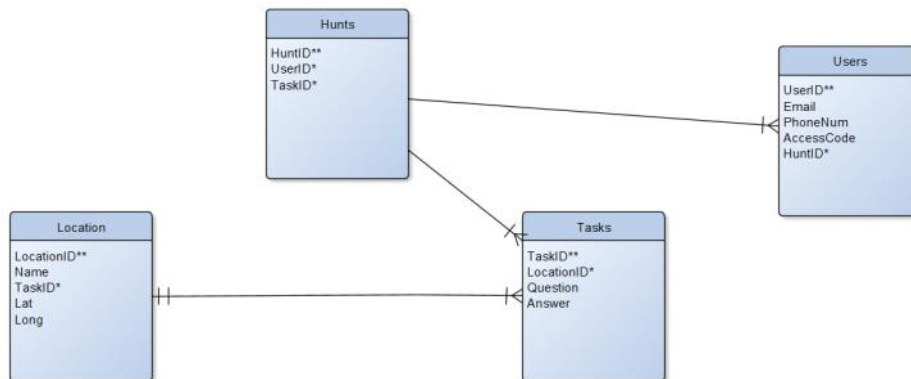 Hunts
HuntID**
UserID*
TaskID*
Users
UserID**
Email
PhoneNum
AccessCode
HuntID*
Location
LocationID**
Name
TaskID*
Lat
Long
Tasks
TaskID**
LocationID*
Question
Answer